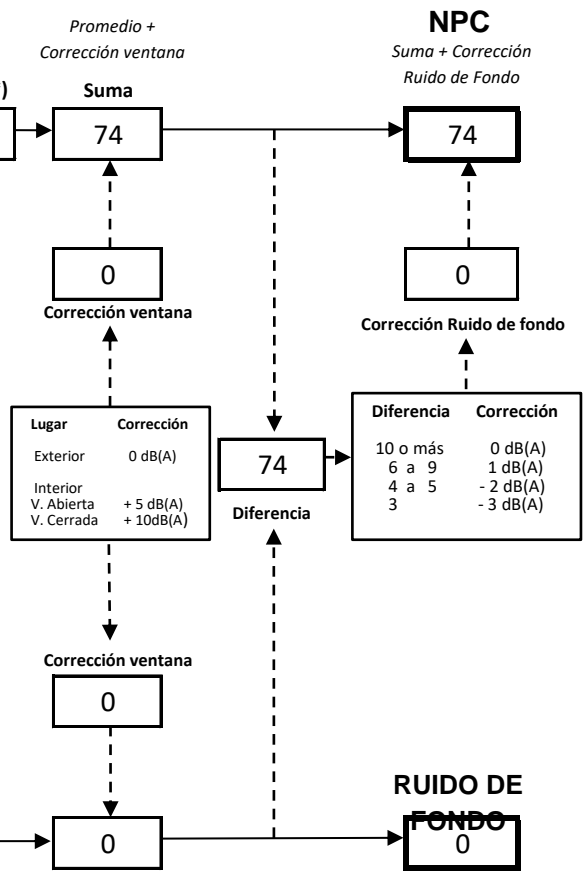 Promedio +
Corrección ventana
NPC
Suma + Corrección
Ruido de Fondo
)
Suma
74
74
0
0
Corrección ventana
Corrección Ruido de fondo
Lugar Corrección
Exterior 0 dB(A)
Interior
V. Abierta + 5 dB(A)
V. Cerrada + 10dB(A)
74
Diferencia
Diferencia Corrección
10 o más 0 dB(A)
6 a 9 1 dB(A)
4 a 5 - 2 dB(A)
3 - 3 dB(A)
Corrección ventana
0
RUIDO DE
FONDO
0
0